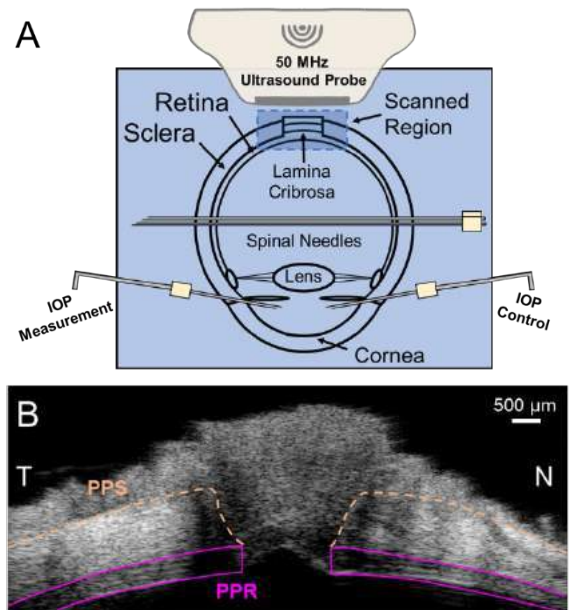 A
50 MHz
Ultrasound Probe
Retina
Sclera
Scanned
Region
Lamina
Cribrosa
Spinal Needles
Lens
IOP
Measurement
IOP
Control
Cornea
B
500 µm
T
N
PPS
PPR